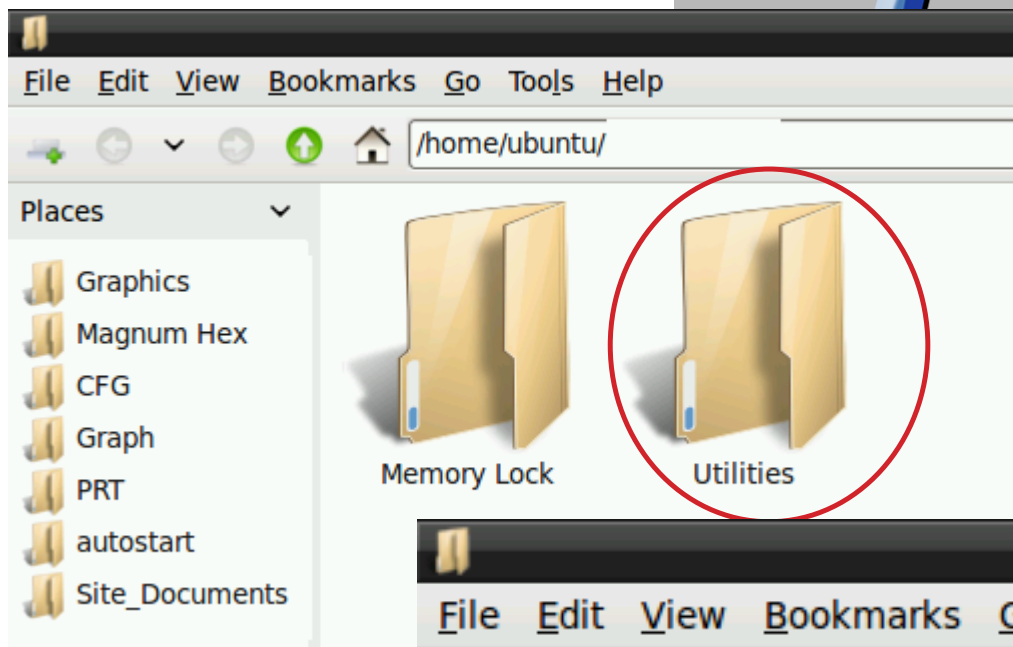 File Edit View Bookmarks Go Tools Help
/home/ubuntu/
Places
Graphics
Magnum Hex
CFG
Graph
PRT
autostart
Site_Documents
Memory Lock
Utilities
File Edit View Bookmarks